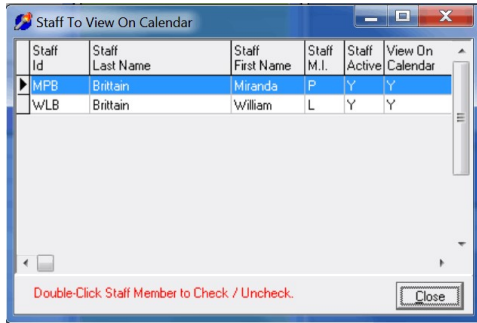 Staff To View On Calendar
Staff Id Staff Last Name Staff First Name Staff M.I. Staff Active View On Calendar
MPB Brittain Miranda P Y Y
WLB Brittain William L Y Y
Double-Click Staff Member to Check / Uncheck.
Close